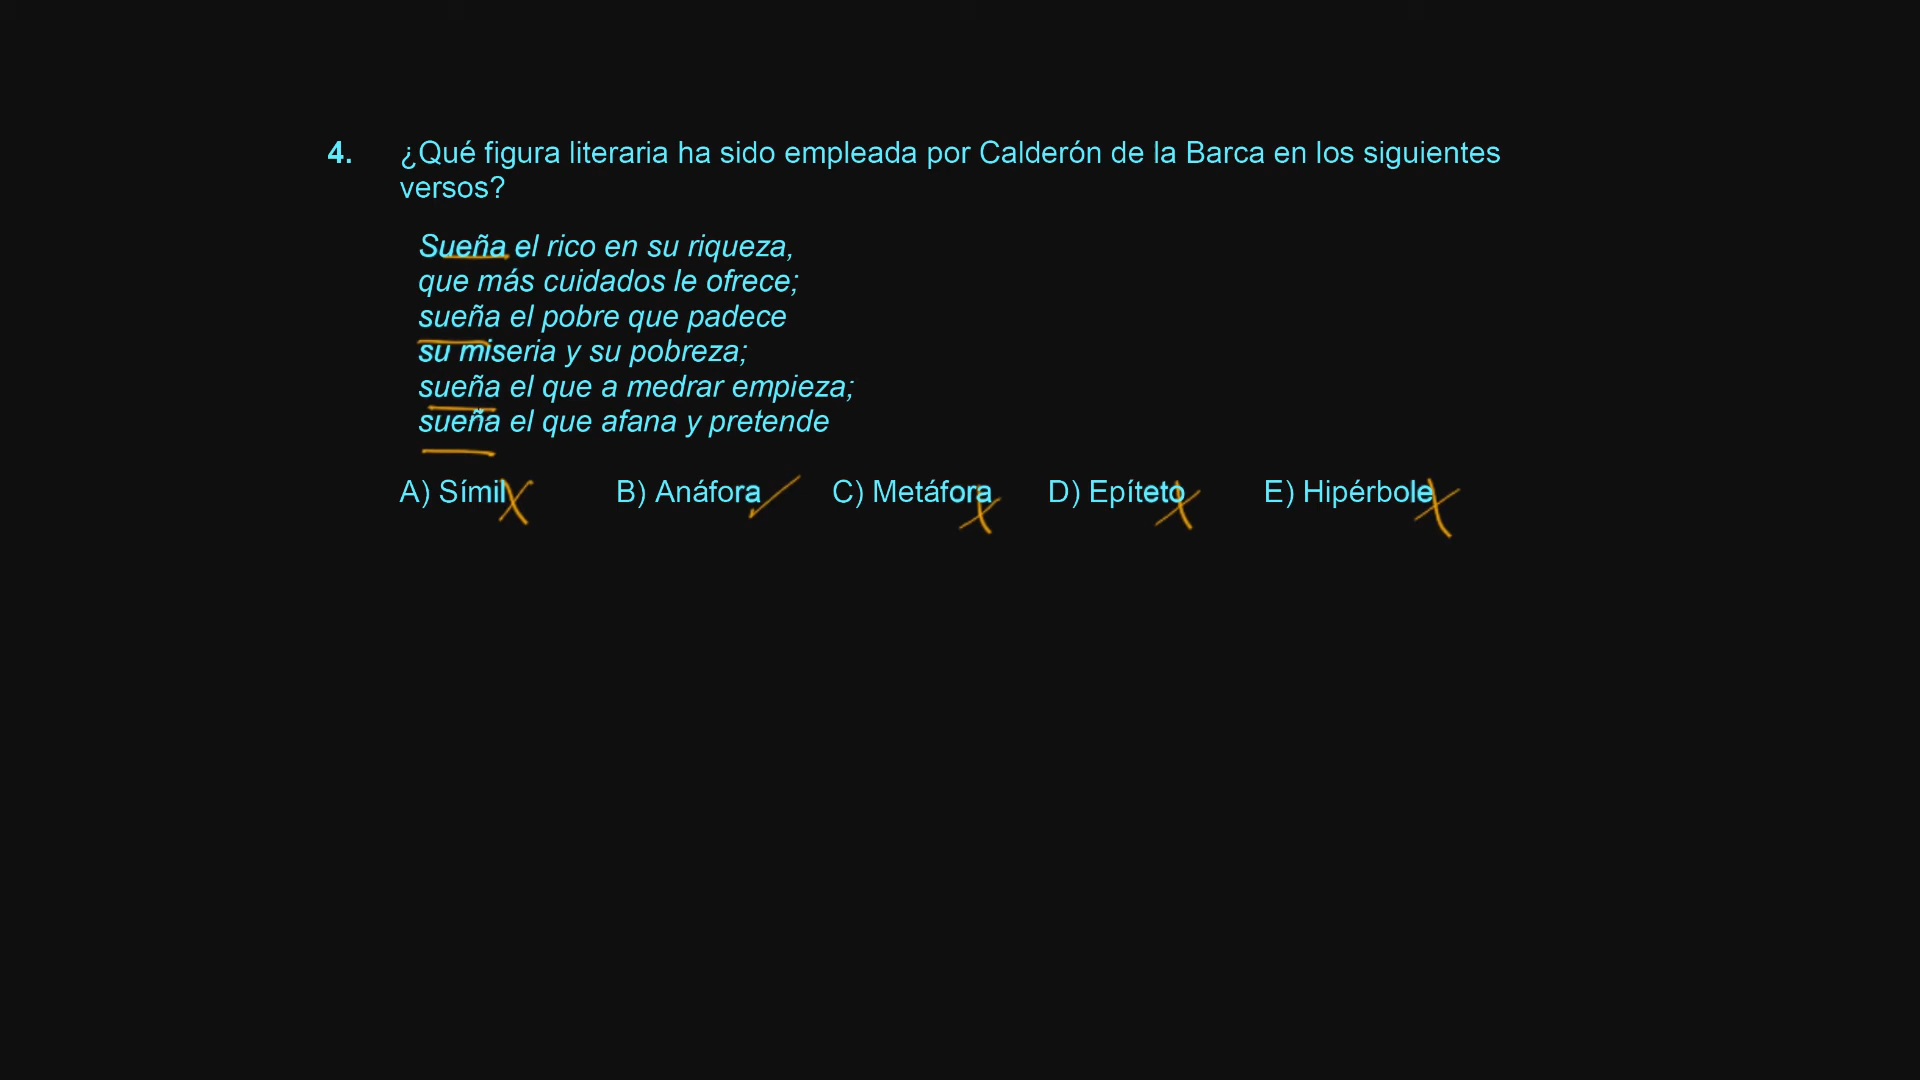 4. ¿Qué figura literaria ha sido empleada por Calderón de la Barca en los siguientes
versos?
Sueña el rico en su riqueza,
que más cuidados le ofrece;
sueña el pobre que padece
su miseria y su pobreza;
sueña el que a medrar empieza;
sueña el que afana y pretende
A) Símil B) Anáfora C) Metáfora D) Epíteto E) Hipérbole